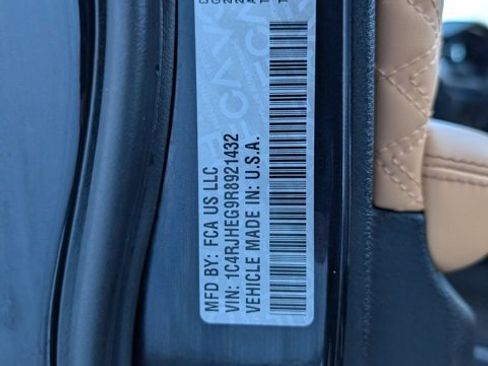 MFD BY: FCA US LLC
VIN: 1C4RJHEG9R8921432
VEHICLE MADE IN: U.S.A.